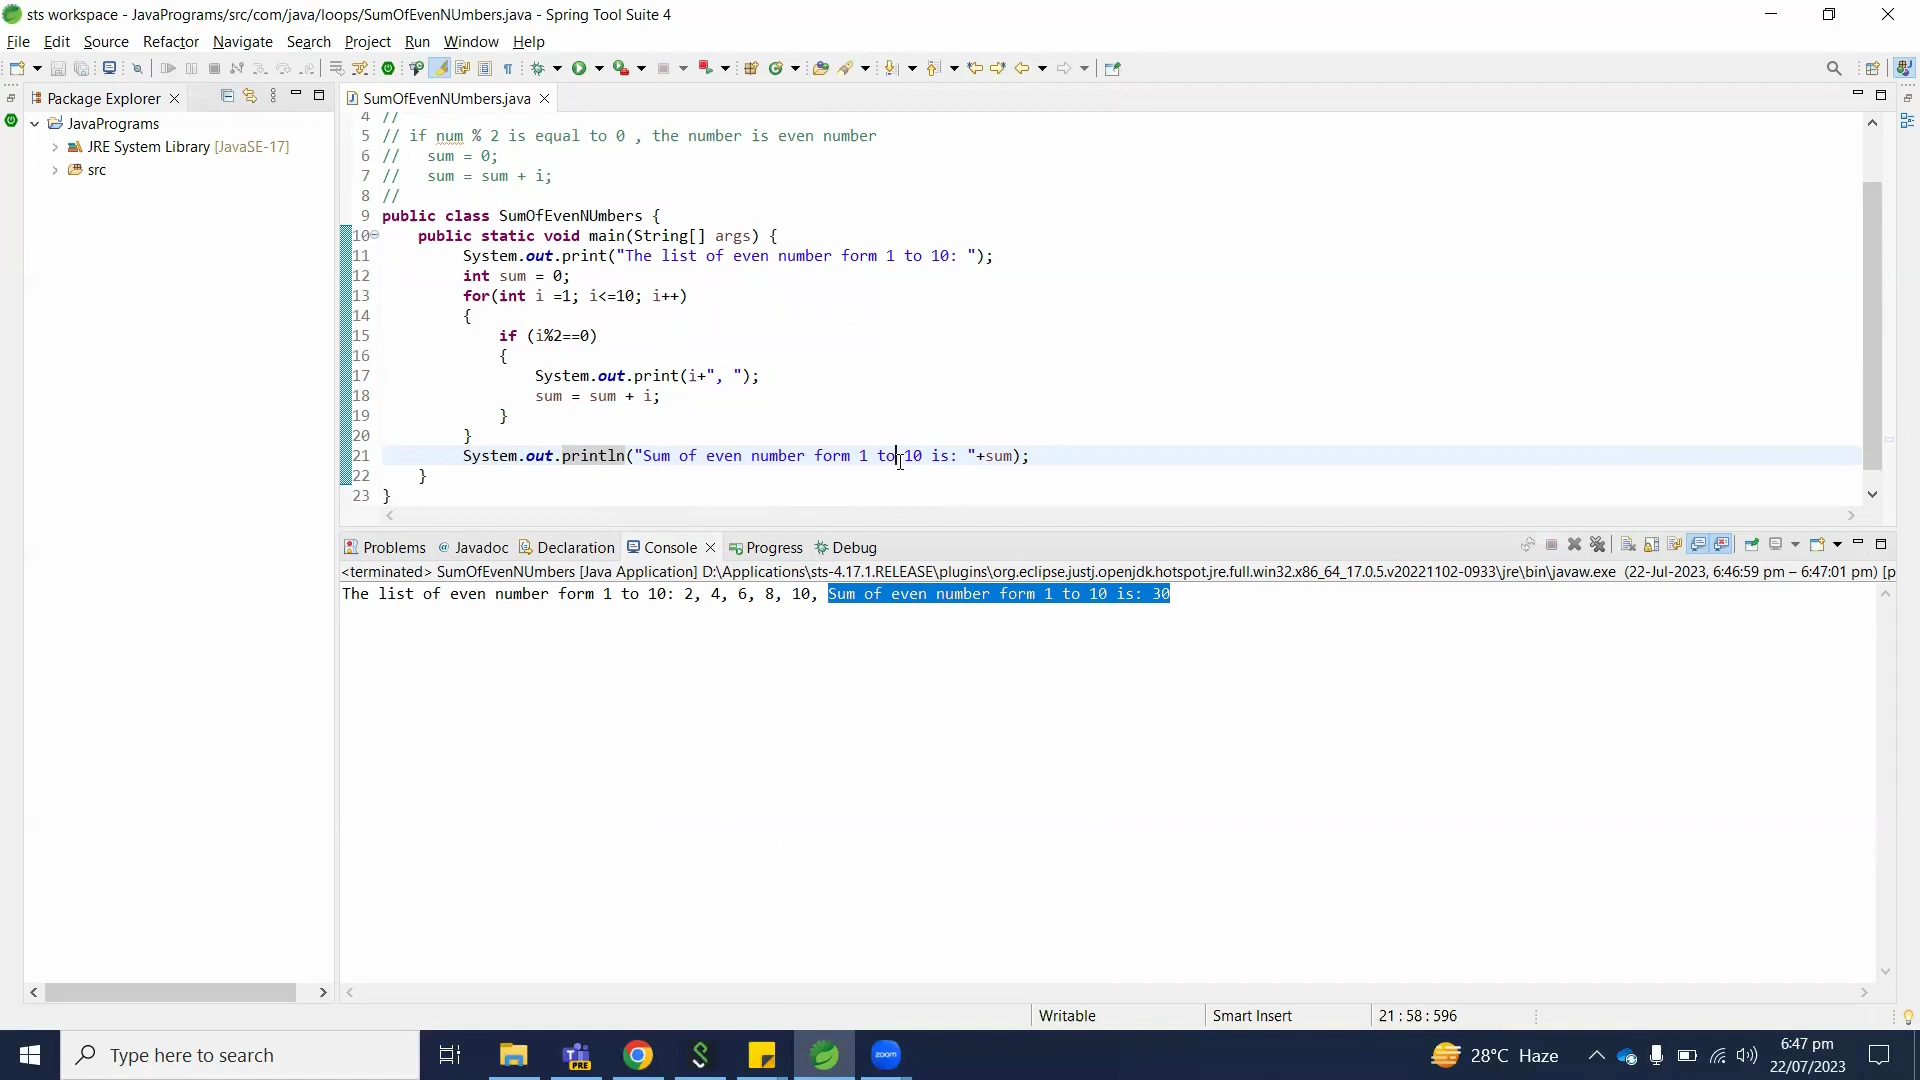 sts workspace - JavaPrograms/src/com/java/loops/SumOfEvenNUmbers.java - Spring Tool Suite 4
File Edit Source Refactor Navigate Search Project Run Window Help
Package Explorer
SumOfEvenNUmbers.java
JavaPrograms
JRE System Library [JavaSE-17]
src
4 //
5 // if num % 2 is equal to 0 , the number is even number
6 // sum = 0;
7 // sum = sum + i;
8 //
9 public class SumOfEvenNUmbers {
10 public static void main(String[] args) {
11 System.out.print("The list of even number form 1 to 10: ");
12 int sum = 0;
13 for(int i =1; i<=10; i++)
14 {
15 if (i%2==0)
16 {
17 System.out.print(i+", ");
18 sum = sum + i;
19 }
20 }
21 System.out.println("Sum of even number form 1 to 10 is: "+sum);
22 }
23 }
Problems Javadoc Declaration Console Progress Debug
<terminated> SumOfEvenNUmbers [Java Application] D:\Applications\sts-4.17.1.RELEASE\plugins\org.eclipse.justj.openjdk.hotspot.jre.full.win32.x86_64_17.0.5.v20221102-0933\jre\bin\javaw.exe (22-Jul-2023, 6:46:59 pm – 6:47:01 pm) [p
The list of even number form 1 to 10: 2, 4, 6, 8, 10, Sum of even number form 1 to 10 is: 30
Writable Smart Insert 21 : 58 : 596
Type here to search
PRE
zoom
28°C Haze
6:47 pm
22/07/2023